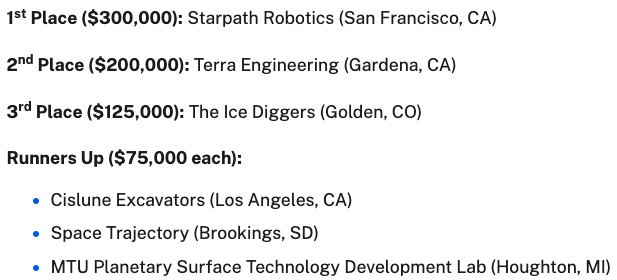 1st Place ($300,000): Starpath Robotics (San Francisco, CA)
2nd Place ($200,000): Terra Engineering (Gardena, CA)
3rd Place ($125,000): The Ice Diggers (Golden, CO)
Runners Up ($75,000 each):
• Cislune Excavators (Los Angeles, CA)
• Space Trajectory (Brookings, SD)
• MTU Planetary Surface Technology Development Lab (Houghton, MI)